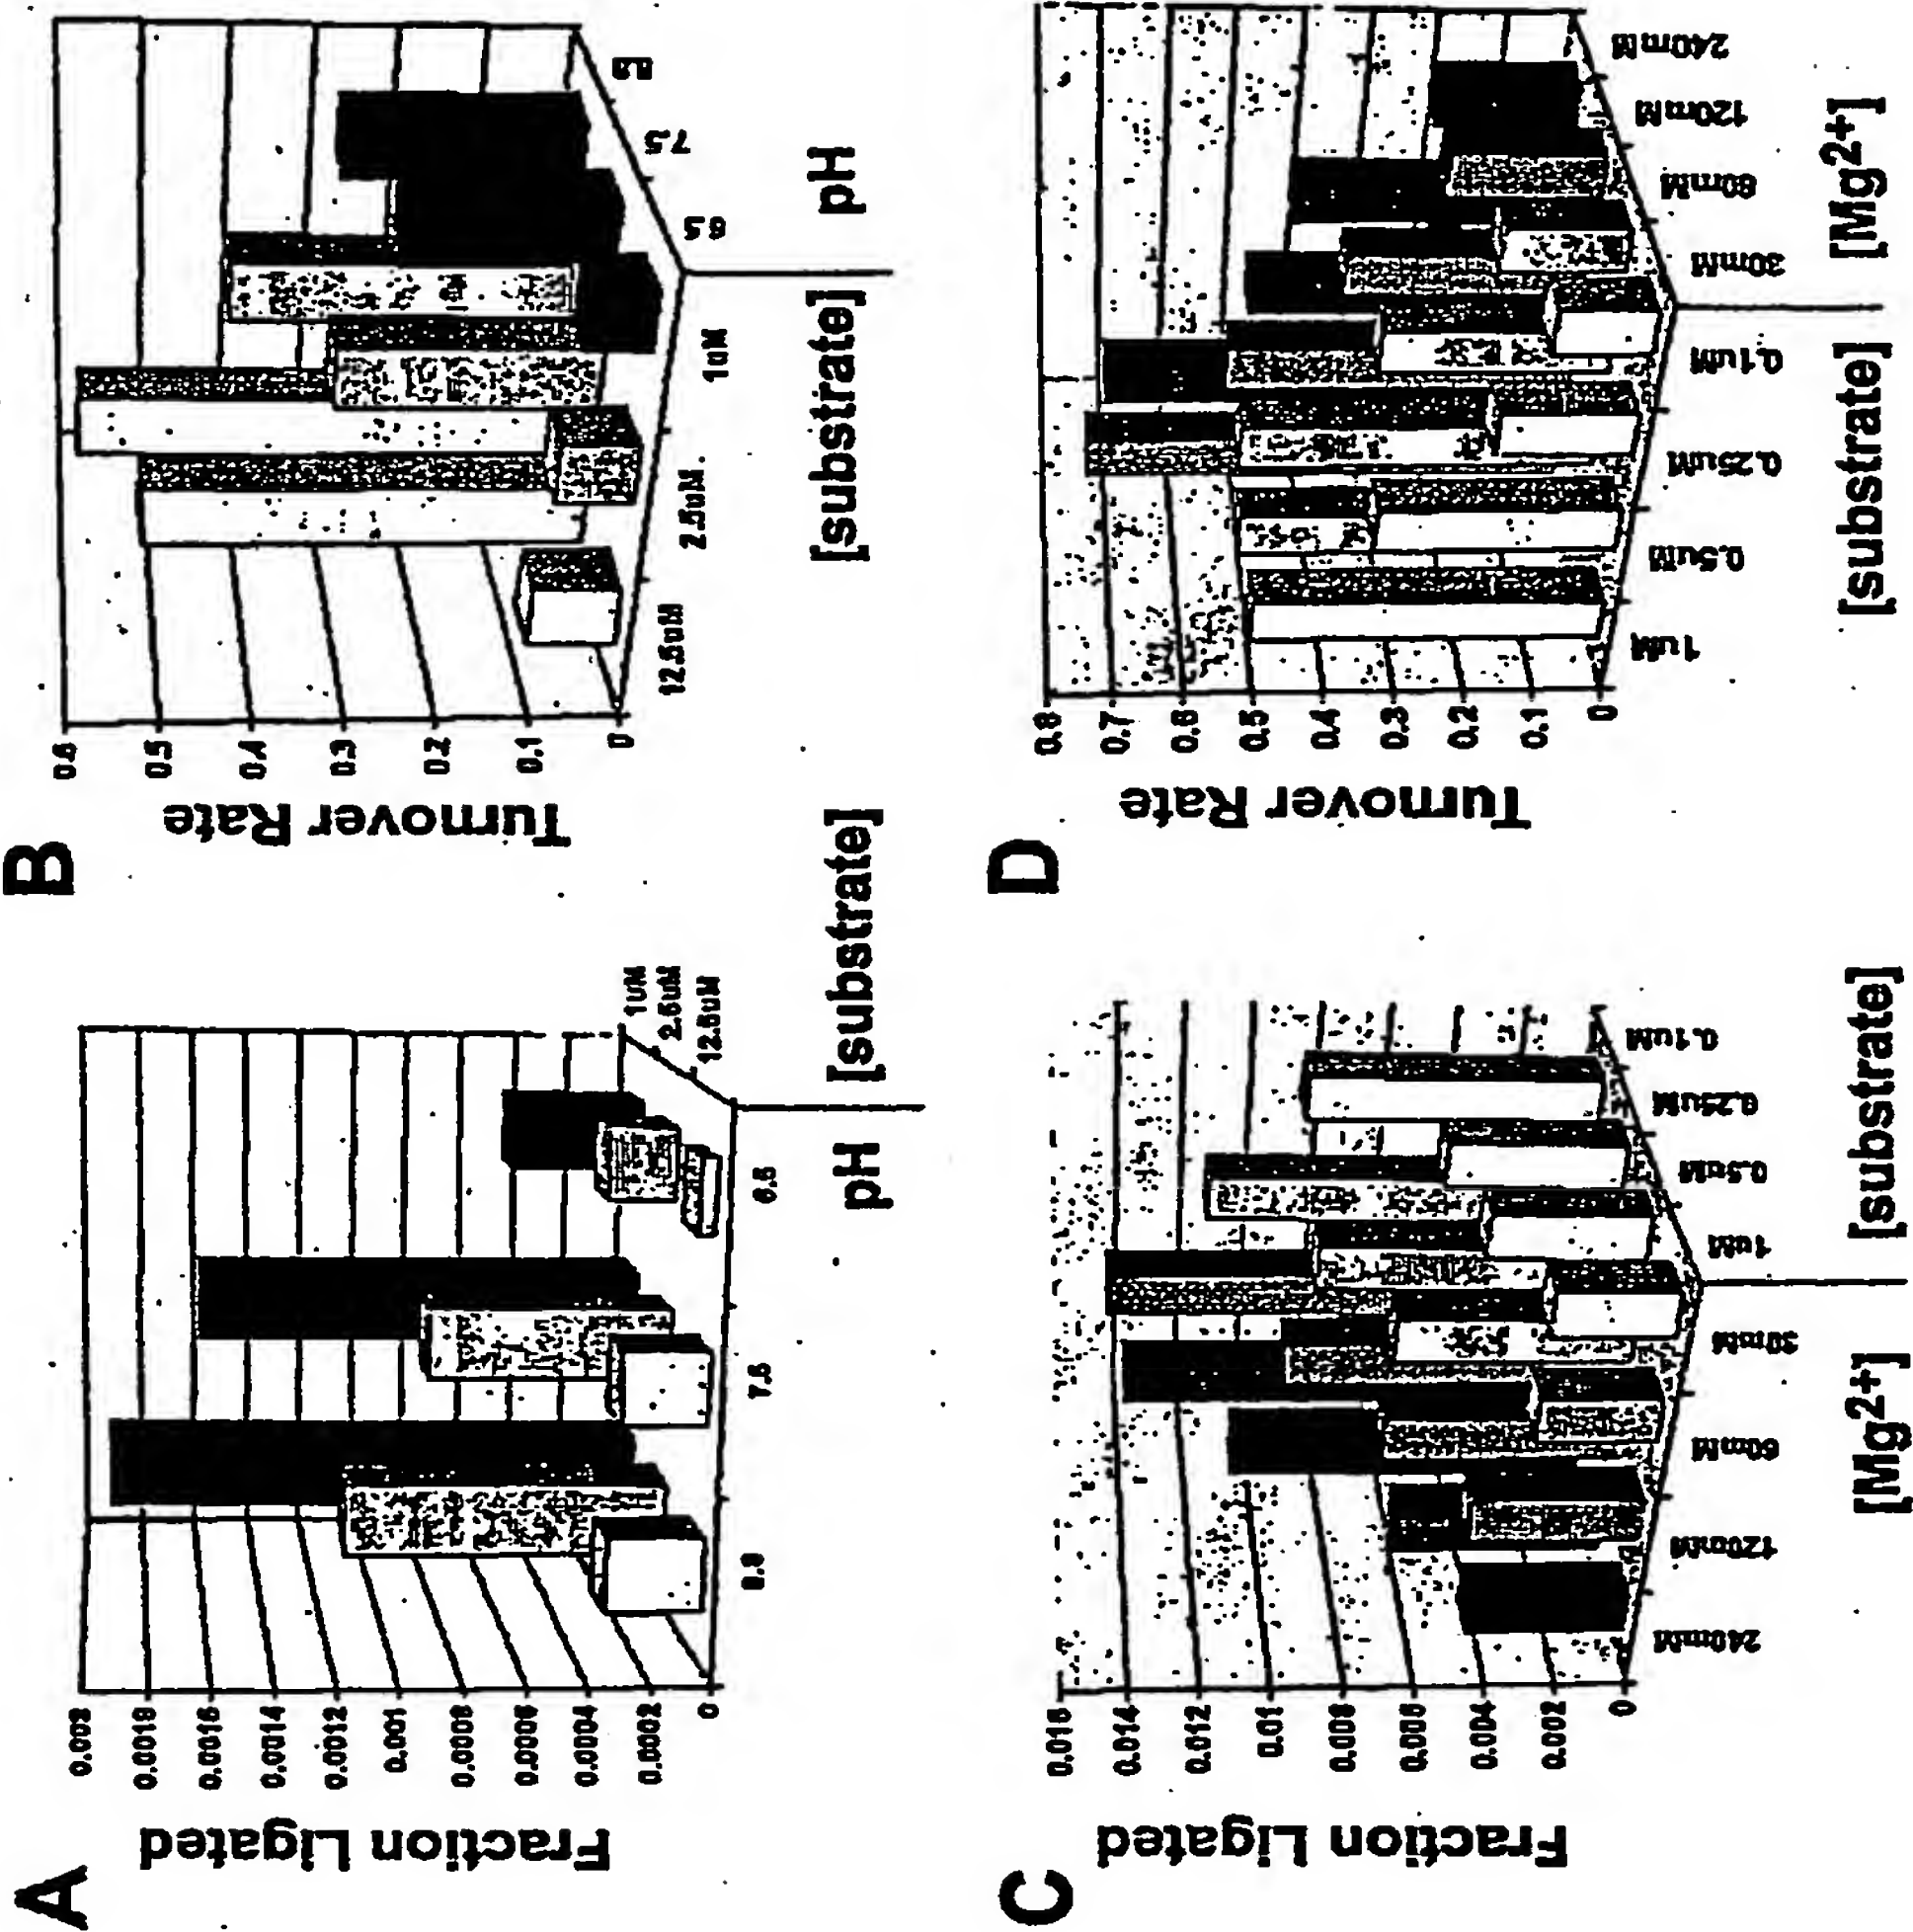 A
Fraction Ligated
0.002
0.0018
0.0016
0.0014
0.0012
0.001
0.0008
0.0006
0.0004
0.0002
0
8.8
7.5
6.5
1uM
2.5uM
12.5uM
pH
[substrate]
B
Turnover Rate
0.6
0.5
0.4
0.3
0.2
0.1
0
12.5uM
2.5uM
1uM
6.5
7.5
8.8
[substrate]
pH
C
Fraction Ligated
0.016
0.014
0.012
0.01
0.008
0.006
0.004
0.002
0
240mM
120mM
60mM
30mM
1uM
0.5uM
0.25uM
0.1uM
[Mg2+]
[substrate]
D
Turnover Rate
0.8
0.7
0.6
0.5
0.4
0.3
0.2
0.1
0
1uM
0.5uM
0.25uM
0.1uM
30mM
60mM
120mM
240mM
[substrate]
[Mg2+]